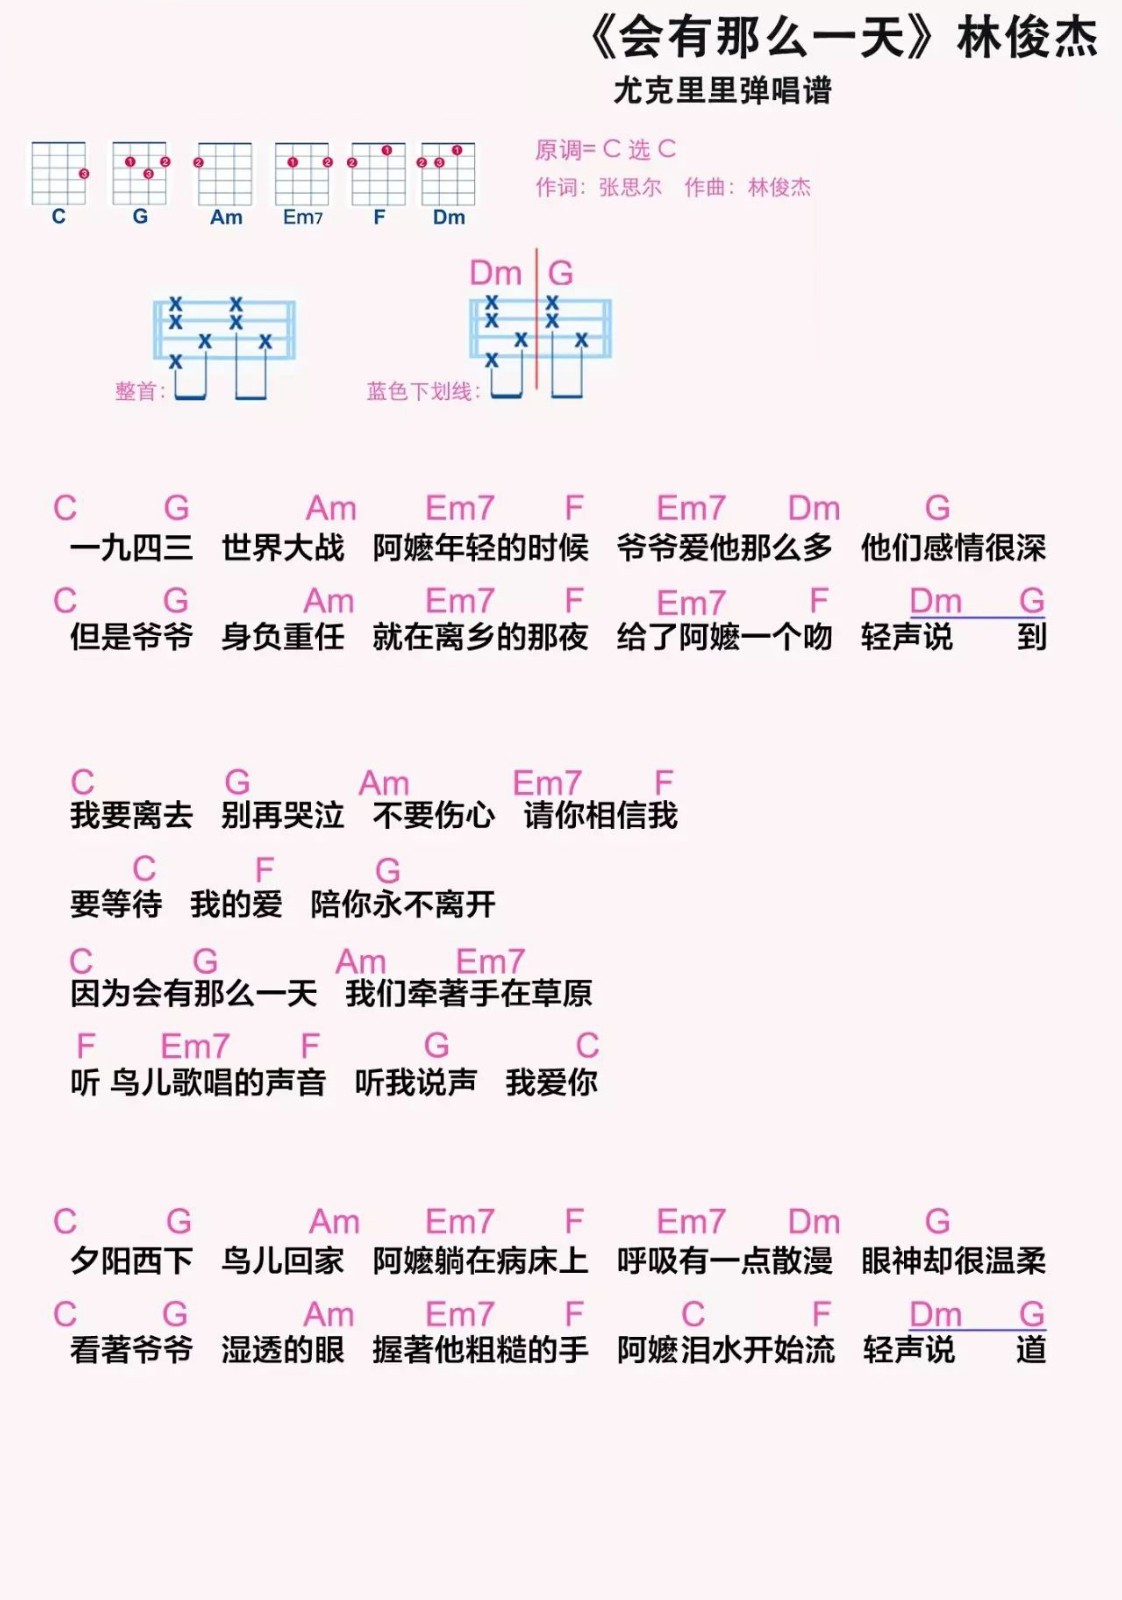 《会有那么一天》林俊杰
尤克里里弹唱谱
原调= C 选 C
作词：张思尔 作曲：林俊杰
3 1 2 3 2 1 2 2 1 2 3 1
C G Am Em7 F Dm
Dm G
整首： 蓝色下划线：
C G Am Em7 F Em7 Dm G
一九四三 世界大战 阿嬷年轻的时候 爷爷爱他那么多 他们感情很深
C G Am Em7 F Em7 F Dm G
但是爷爷 身负重任 就在离乡的那夜 给了阿嬷一个吻 轻声说 到
C G Am Em7 F
我要离去 别再哭泣 不要伤心 请你相信我
C F G
要等待 我的爱 陪你永不离开
C G Am Em7
因为会有那么一天 我们牵著手在草原
F Em7 F G C
听 鸟儿歌唱的声音 听我说声 我爱你
C G Am Em7 F Em7 Dm G
夕阳西下 鸟儿回家 阿嬷躺在病床上 呼吸有一点散漫 眼神却很温柔
C G Am Em7 F C F Dm G
看著爷爷 湿透的眼 握著他粗糙的手 阿嬷泪水开始流 轻声说 道